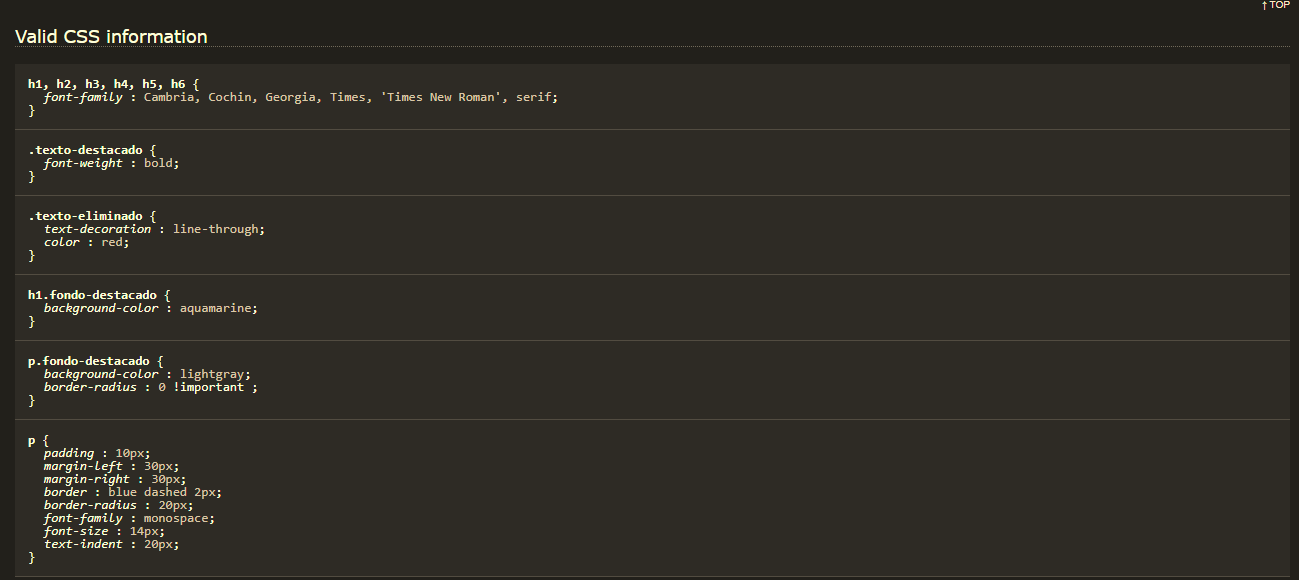 ↑ TOP
Valid CSS information
h1, h2, h3, h4, h5, h6 {
font-family : Cambria, Cochin, Georgia, Times, 'Times New Roman', serif;
}
.texto-destacado {
font-weight : bold;
}
.texto-eliminado {
text-decoration : line-through;
color : red;
}
h1.fondo-destacado {
background-color : aquamarine;
}
p.fondo-destacado {
background-color : lightgray;
border-radius : 0 !important ;
}
p {
padding : 10px;
margin-left : 30px;
margin-right : 30px;
border : blue dashed 2px;
border-radius : 20px;
font-family : monospace;
font-size : 14px;
text-indent : 20px;
}